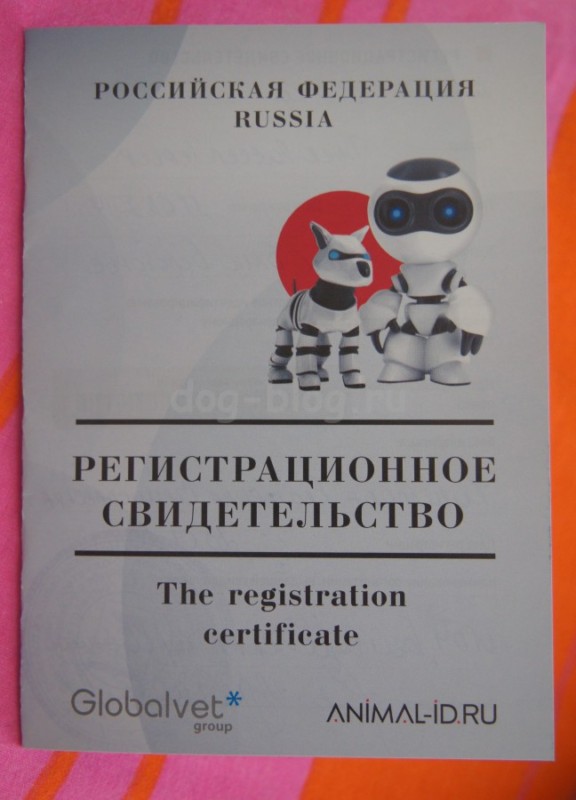 РОССИЙСКАЯ ФЕДЕРАЦИЯ
RUSSIA
dog-blog.ru
РЕГИСТРАЦИОННОЕ
СВИДЕТЕЛЬСТВО
The registration
certificate
Globalvet*
group
ANIMAL-ID.RU